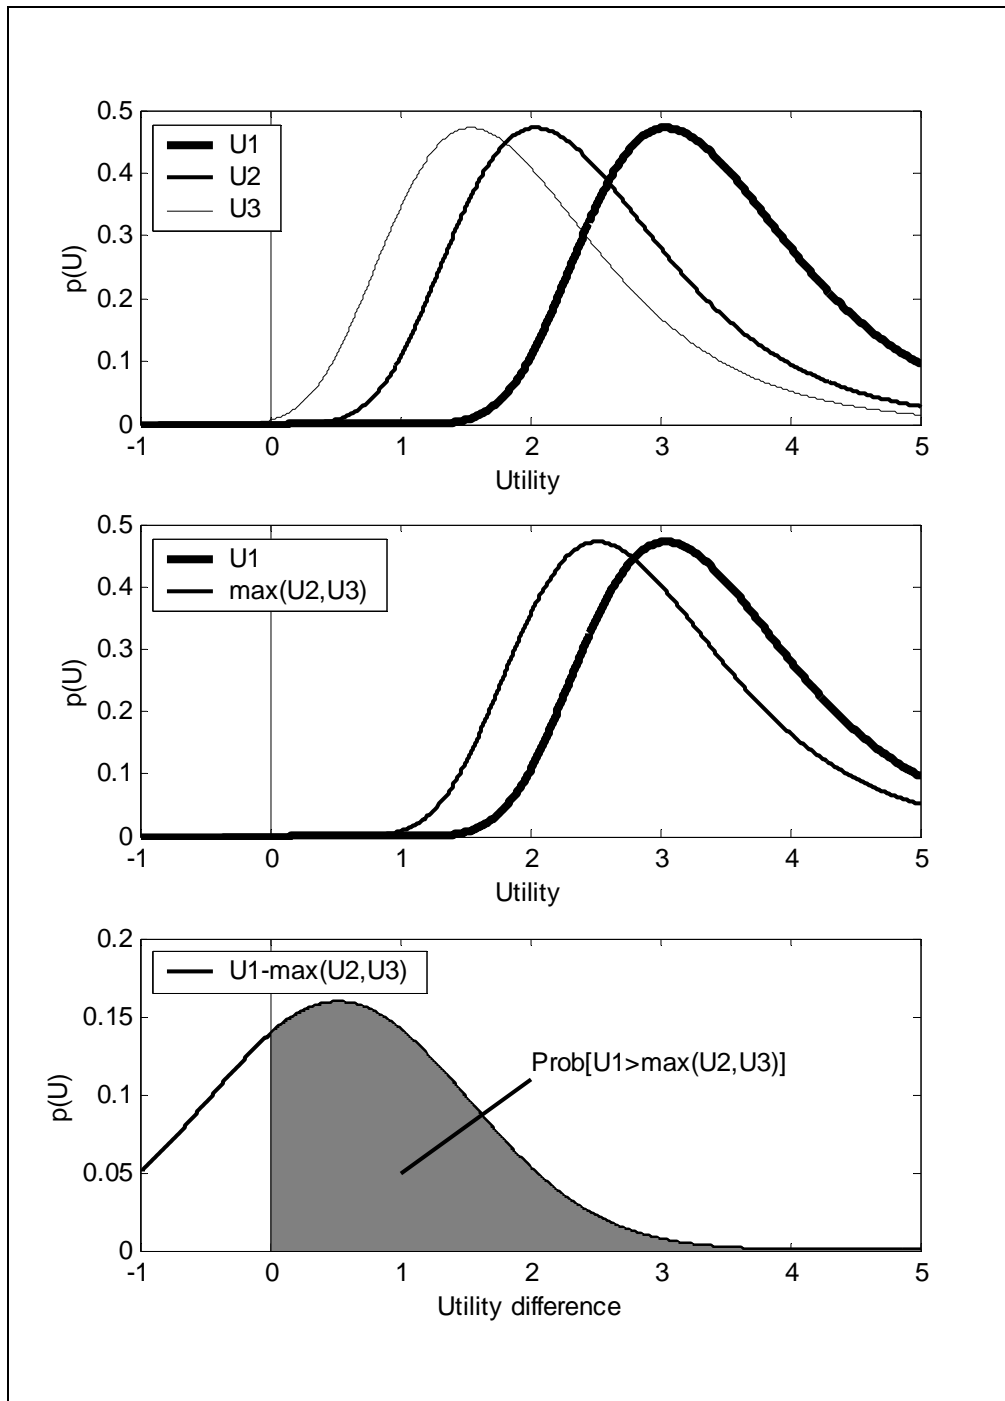 0.5
0.4
0.3
0.2
0.1
0
p(U)
U1
U2
U3
-1 0 1 2 3 4 5
Utility
0.5
0.4
0.3
0.2
0.1
0
p(U)
U1
max(U2,U3)
-1 0 1 2 3 4 5
Utility
0.2
0.15
0.1
0.05
0
p(U)
U1-max(U2,U3)
Prob[U1>max(U2,U3)]
-1 0 1 2 3 4 5
Utility difference